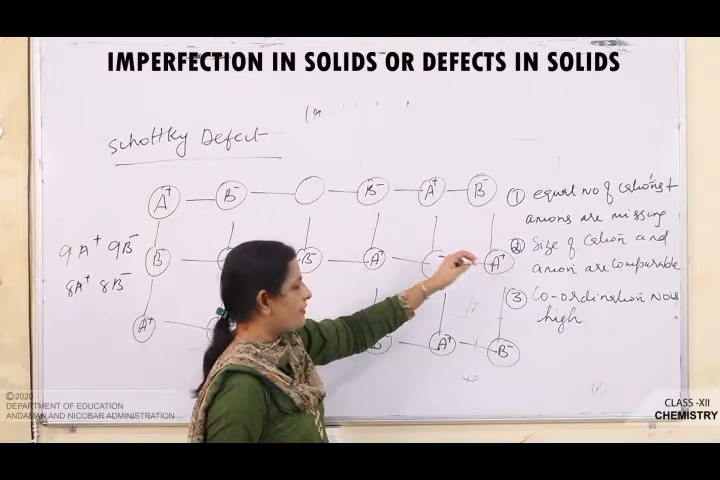 IMPERFECTION IN SOLIDS OR DEFECTS IN SOLIDS
Schottky Defect
A⁺ B⁻ B⁻ A⁺ B⁻
9A⁺ 9B⁻
8A⁺ 8B⁻
B⁻ B⁻ A⁺ A⁺
A⁺ A⁺ B⁻
① equal No of cations +
anions are missing
② Size of cation and
anion are comparable
③ Co-ordination No is
high
©2020
DEPARTMENT OF EDUCATION
ANDAMAN AND NICOBAR ADMINISTRATION
CLASS -XII
CHEMISTRY